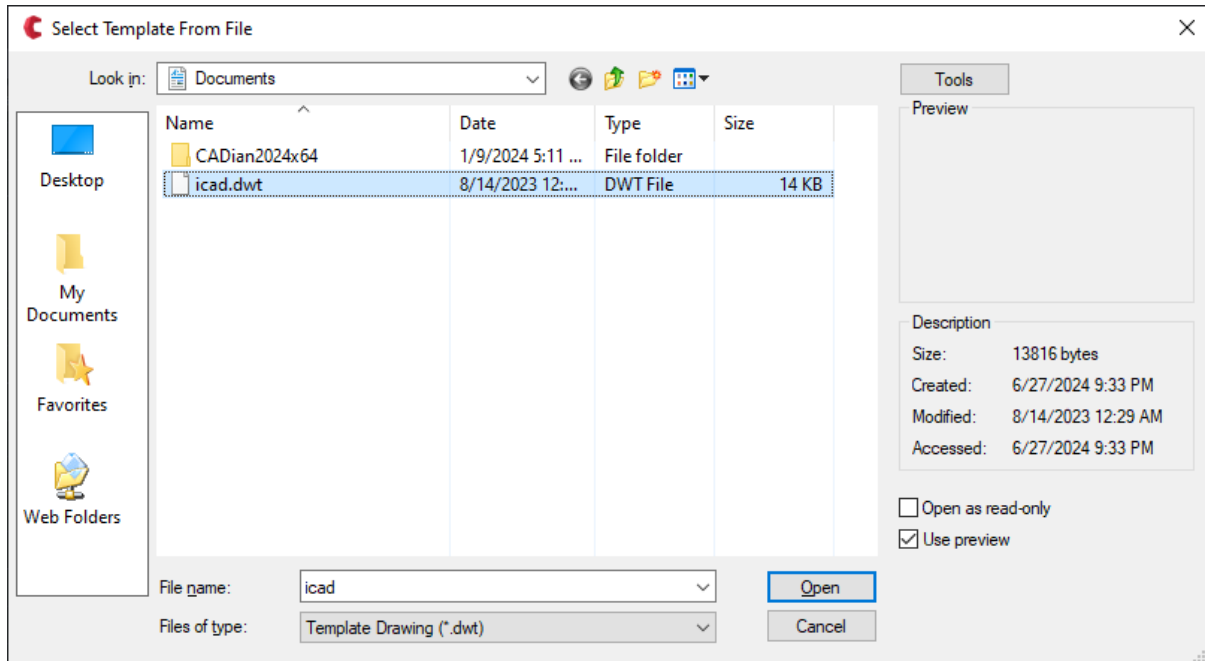 Select Template From File
Look in: Documents
Tools
Name Date Type Size
CADian2024x64 1/9/2024 5:11 ... File folder
icad.dwt 8/14/2023 12:... DWT File 14 KB
Desktop
My
Documents
Favorites
Web Folders
Preview
Description
Size: 13816 bytes
Created: 6/27/2024 9:33 PM
Modified: 8/14/2023 12:29 AM
Accessed: 6/27/2024 9:33 PM
Open as read-only
Use preview
File name: icad Open
Files of type: Template Drawing (*.dwt) Cancel